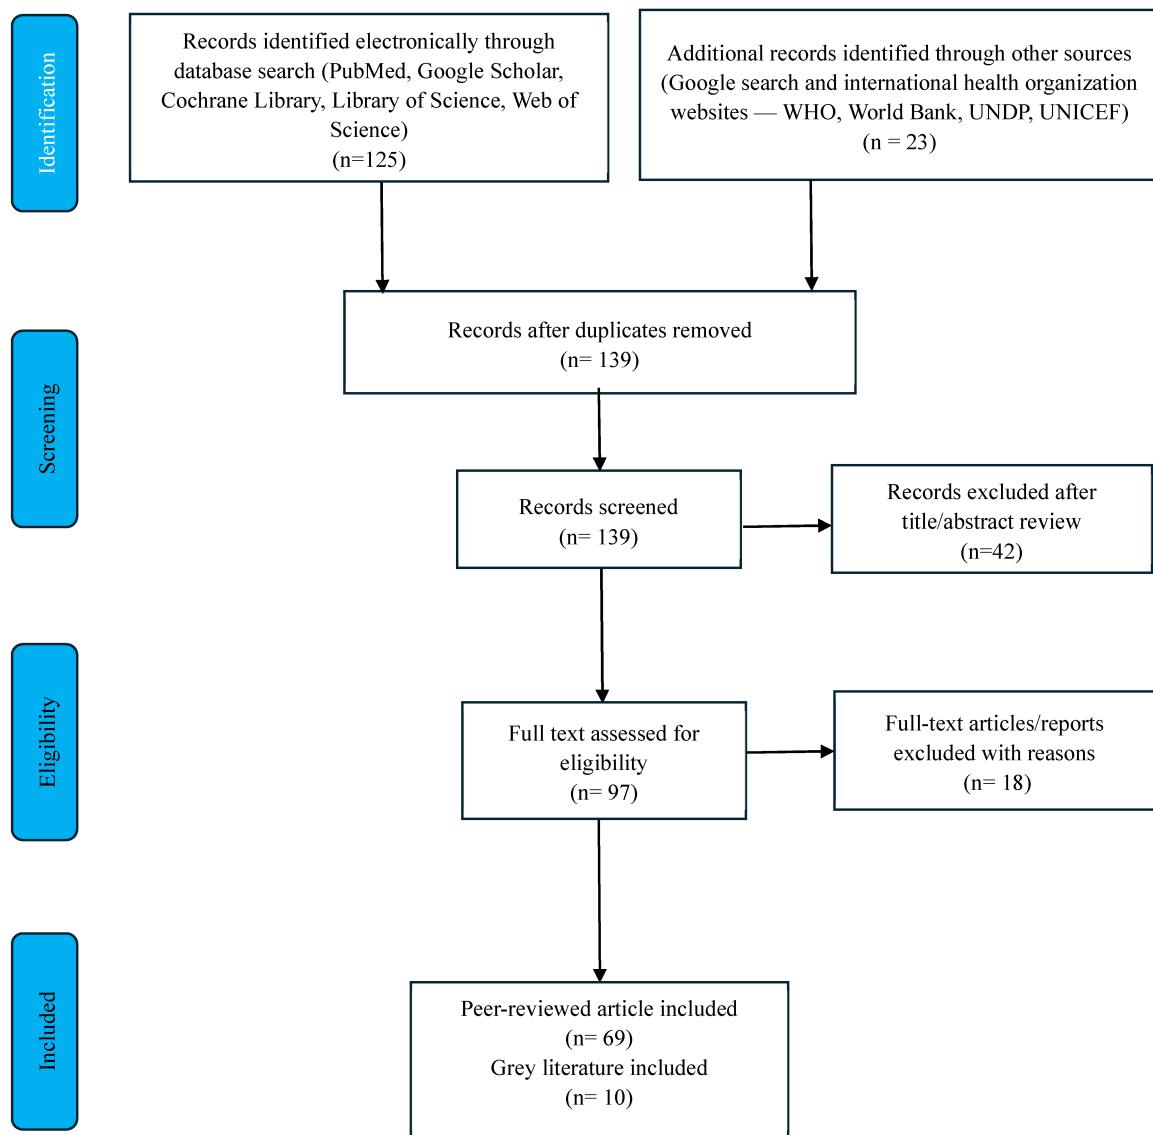 Identification
Records identified electronically through
database search (PubMed, Google Scholar,
Cochrane Library, Library of Science, Web of
Science)
(n=125)
Additional records identified through other sources
(Google search and international health organization
websites — WHO, World Bank, UNDP, UNICEF)
(n = 23)
Screening
Records after duplicates removed
(n= 139)
Records screened
(n= 139)
Records excluded after
title/abstract review
(n=42)
Eligibility
Full text assessed for
eligibility
(n= 97)
Full-text articles/reports
excluded with reasons
(n= 18)
Included
Peer-reviewed article included
(n= 69)
Grey literature included
(n= 10)